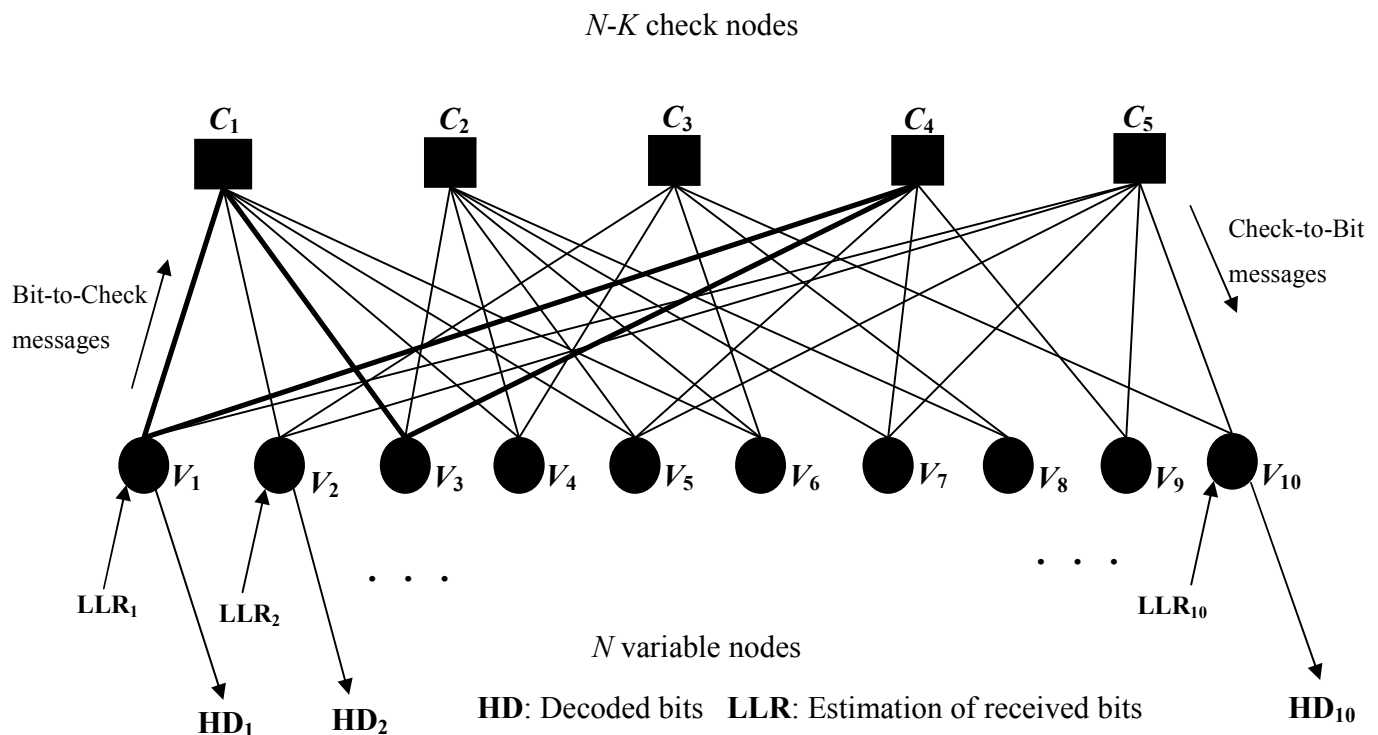 N-K check nodes
C1 C2 C3 C4 C5
Check-to-Bit
messages
Bit-to-Check
messages
V1 V2 V3 V4 V5 V6 V7 V8 V9 V10
. . .
. . .
LLR1 LLR2 LLR10
N variable nodes
HD1 HD2 HD: Decoded bits LLR: Estimation of received bits HD10